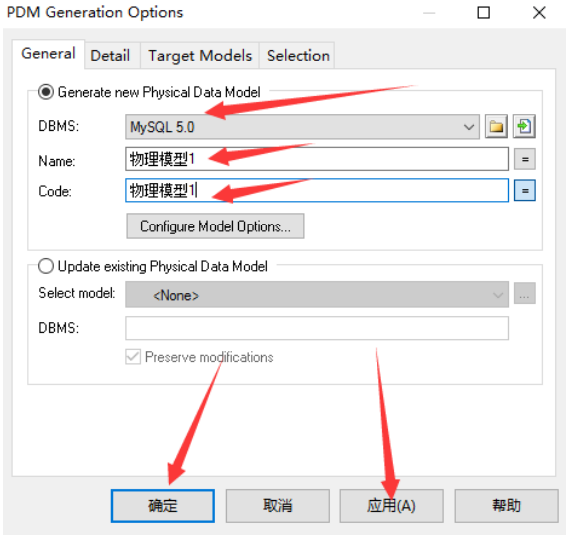 PDM Generation Options
General Detail Target Models Selection
Generate new Physical Data Model
DBMS: MySQL 5.0
Name: 物理模型1
=
Code: 物理模型1
=
Configure Model Options...
Update existing Physical Data Model
Select model: <None>
...
DBMS:
Preserve modifications
确定 取消 应用(A) 帮助